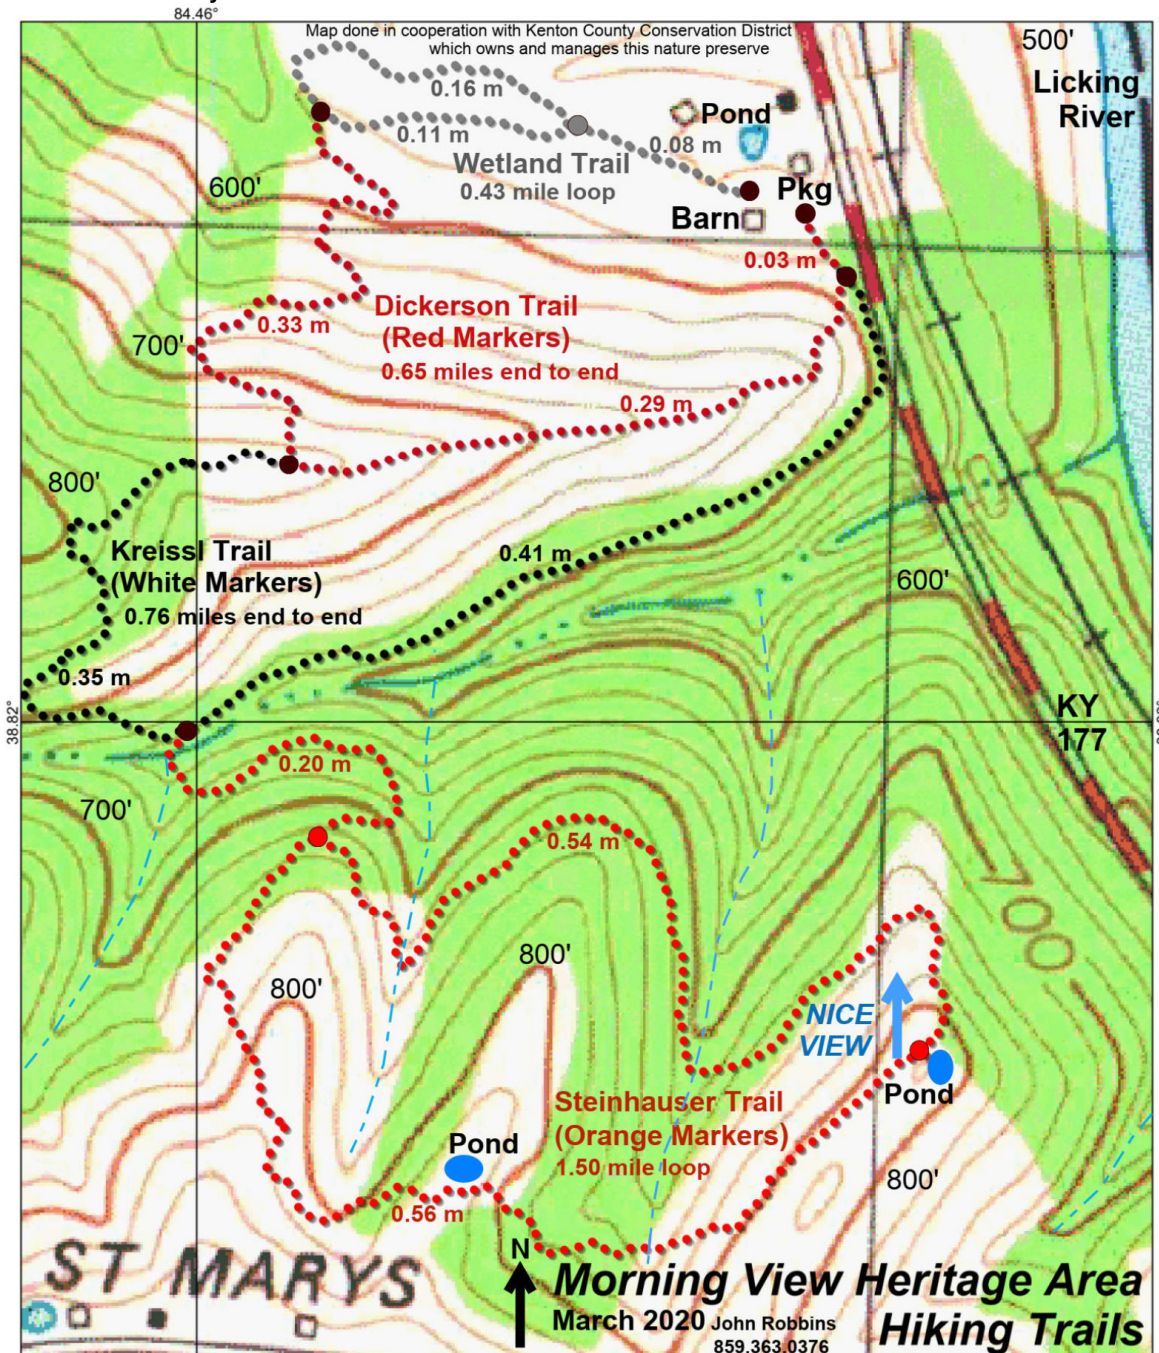 84.46°
Map done in cooperation with Kenton County Conservation District
which owns and manages this nature preserve
500'
Licking
River
0.16 m
Pond
0.11 m
0.08 m
Wetland Trail
0.43 mile loop
600'
Pkg
Barn
0.03 m
Dickerson Trail
(Red Markers)
0.65 miles end to end
0.33 m
700'
0.29 m
800'
Kreissl Trail
(White Markers)
0.76 miles end to end
0.41 m
600'
0.35 m
38.82°
KY
177
0.20 m
700'
0.54 m
700
800'
800'
NICE
VIEW
Pond
Steinhauser Trail
(Orange Markers)
1.50 mile loop
Pond
800'
0.56 m
N
ST MARYS
Morning View Heritage Area
Hiking Trails
March 2020 John Robbins
859.363.0376